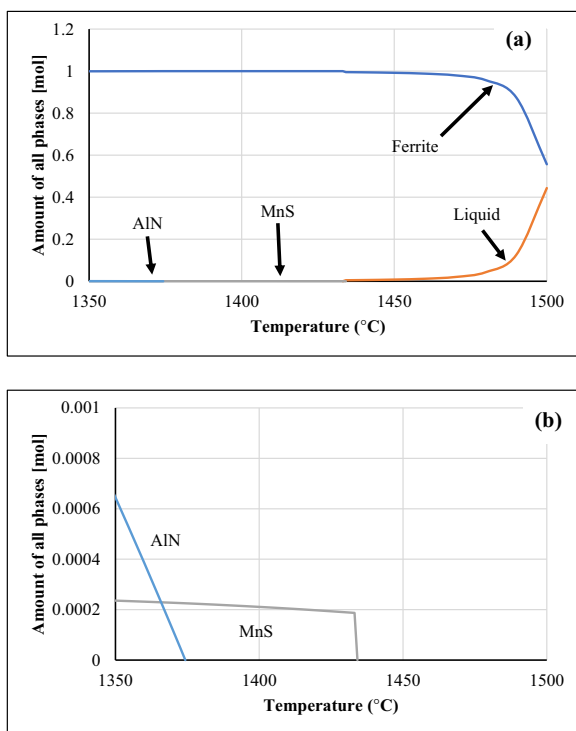 (a)
Amount of all phases [mol]
1.2
1
0.8
0.6
0.4
0.2
0
Ferrite
MnS
AlN
Liquid
1350 1400 1450 1500
Temperature (°C)
(b)
Amount of all phases [mol]
0.001
0.0008
0.0006
0.0004
0.0002
0
AlN
MnS
1350 1400 1450 1500
Temperature (°C)